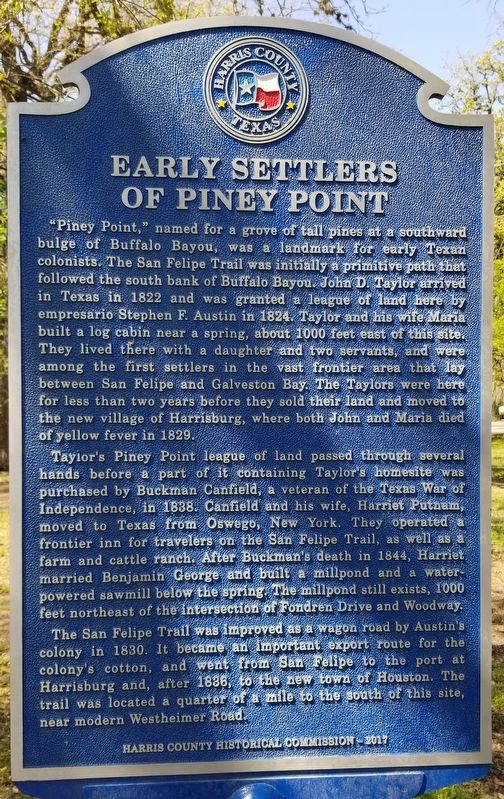 HARRIS COUNTY
TEXAS
EARLY SETTLERS
OF PINEY POINT
"Piney Point," named for a grove of tall pines at a southward
bulge of Buffalo Bayou, was a landmark for early Texan
colonists. The San Felipe Trail was initially a primitive path that
followed the south bank of Buffalo Bayou. John D. Taylor arrived
in Texas in 1822 and was granted a league of land here by
empresario Stephen F. Austin in 1824. Taylor and his wife Maria
built a log cabin near a spring, about 1000 feet east of this site.
They lived there with a daughter and two servants, and were
among the first settlers in the vast frontier area that lay
between San Felipe and Galveston Bay. The Taylors were here
for less than two years before they sold their land and moved to
the new village of Harrisburg, where both John and Maria died
of yellow fever in 1829.
Taylor's Piney Point league of land passed through several
hands before a part of it containing Taylor's homesite was
purchased by Buckman Canfield, a veteran of the Texas War of
Independence, in 1838. Canfield and his wife, Harriet Putnam,
moved to Texas from Oswego, New York. They operated a
frontier inn for travelers on the San Felipe Trail, as well as a
farm and cattle ranch. After Buckman's death in 1844, Harriet
married Benjamin George and built a millpond and a water-
powered sawmill below the spring. The millpond still exists, 1000
feet northeast of the intersection of Fondren Drive and Woodway.
The San Felipe Trail was improved as a wagon road by Austin's
colony in 1830. It became an important export route for the
colony's cotton, and went from San Felipe to the port at
Harrisburg and, after 1836, to the new town of Houston. The
trail was located a quarter of a mile to the south of this site,
near modern Westheimer Road.
HARRIS COUNTY HISTORICAL COMMISSION - 2017